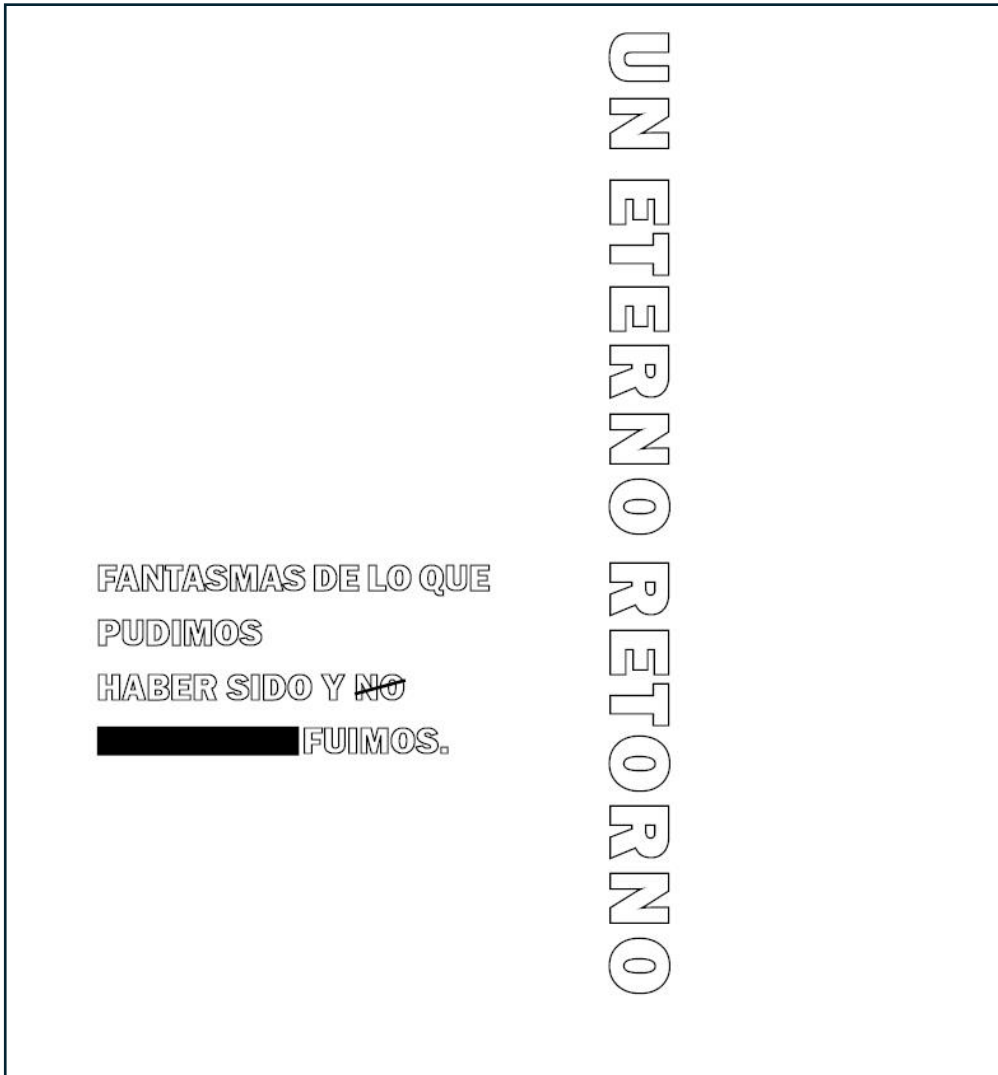 UN ETERNO RETORNO
FANTASMAS DE LO QUE
PUDIMOS
HABER SIDO Y NO
FUIMOS.